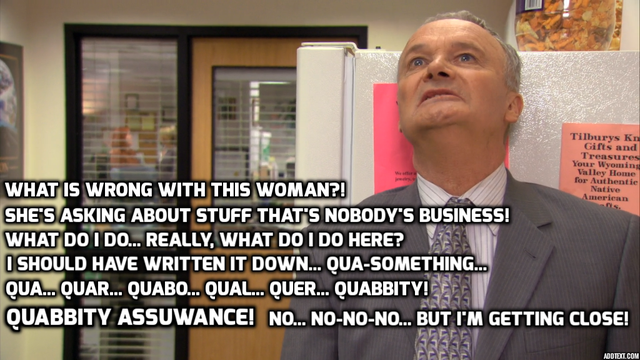 WHAT IS WRONG WITH THIS WOMAN?!
SHE'S ASKING ABOUT STUFF THAT'S NOBODY'S BUSINESS!
WHAT DO I DO... REALLY, WHAT DO I DO HERE?
I SHOULD HAVE WRITTEN IT DOWN... QUA-SOMETHING...
QUA... QUAR... QUABO... QUAL... QUER... QUABBITY!
QUABBITY ASSUWANCE! NO... NO-NO-NO... BUT I'M GETTING CLOSE!
Tilburys Kn
Gifts and
Treasures
Your Wyoming
Valley Home
for Authentic
Native
American
ADDTEXT.COM